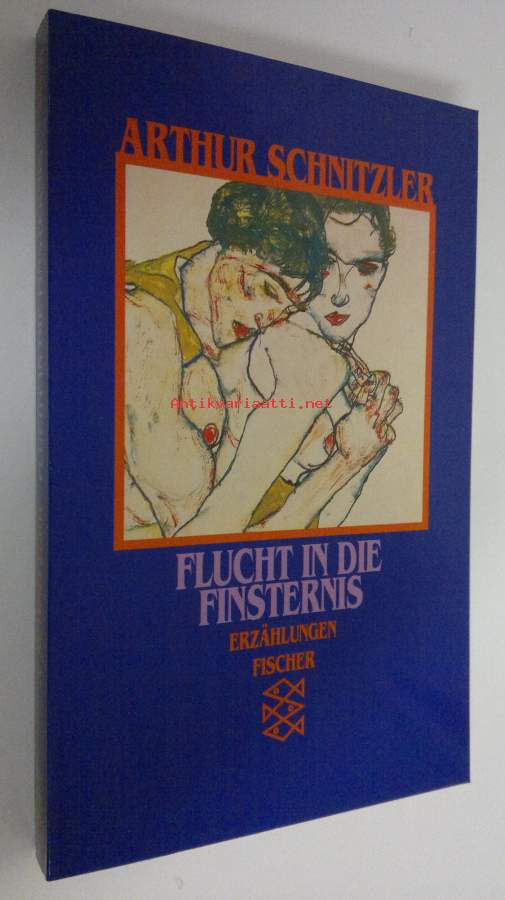 ARTHUR SCHNITZLER
Antikvariaatti.net
FLUCHT IN DIE
FINSTERNIS
ERZÄHLUNGEN
FISCHER